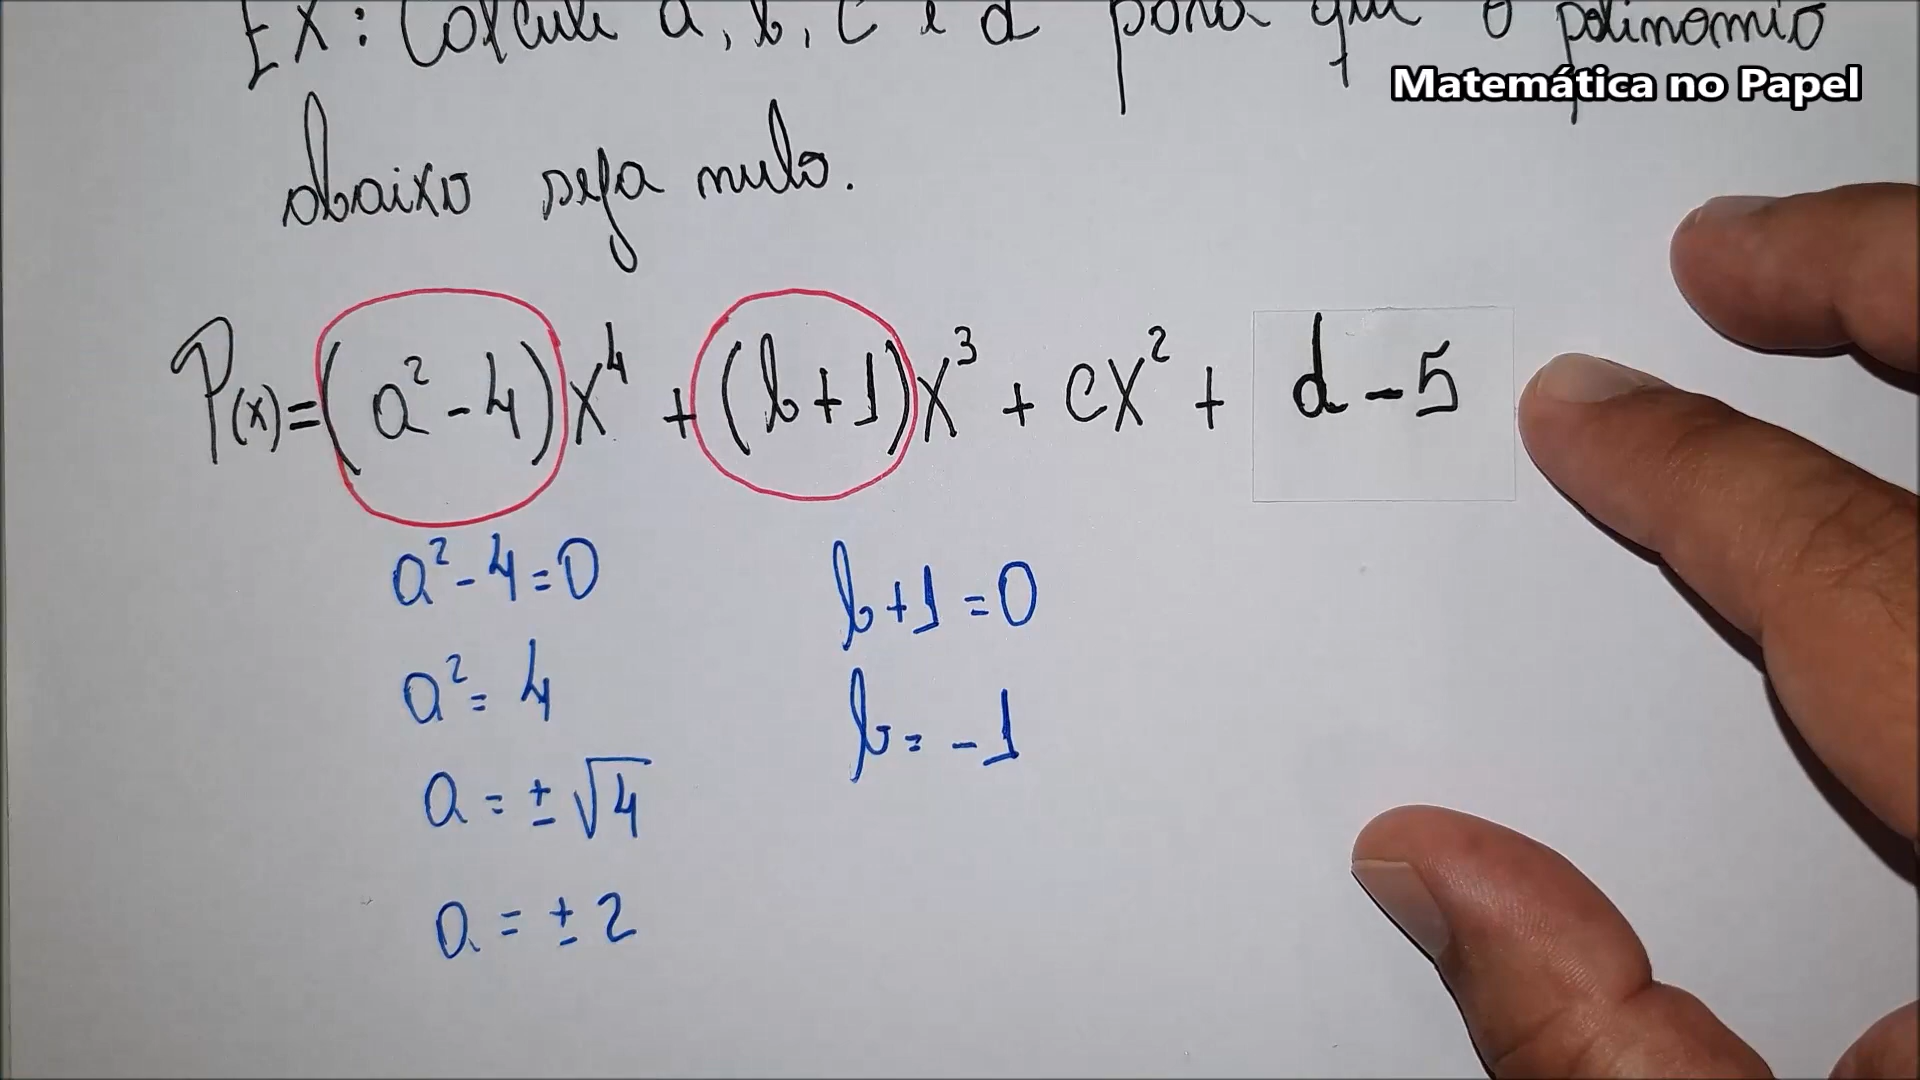 Ex: Calcule a, b, c e d para que o polinomio
Matemática no Papel
abaixo seja nulo.
P(x)=(a²-4)x⁴ + (b+1)x³ + cx² + d-5
a²-4=0
a²= 4
a = ± √4
a = ± 2
b+1=0
b= -1